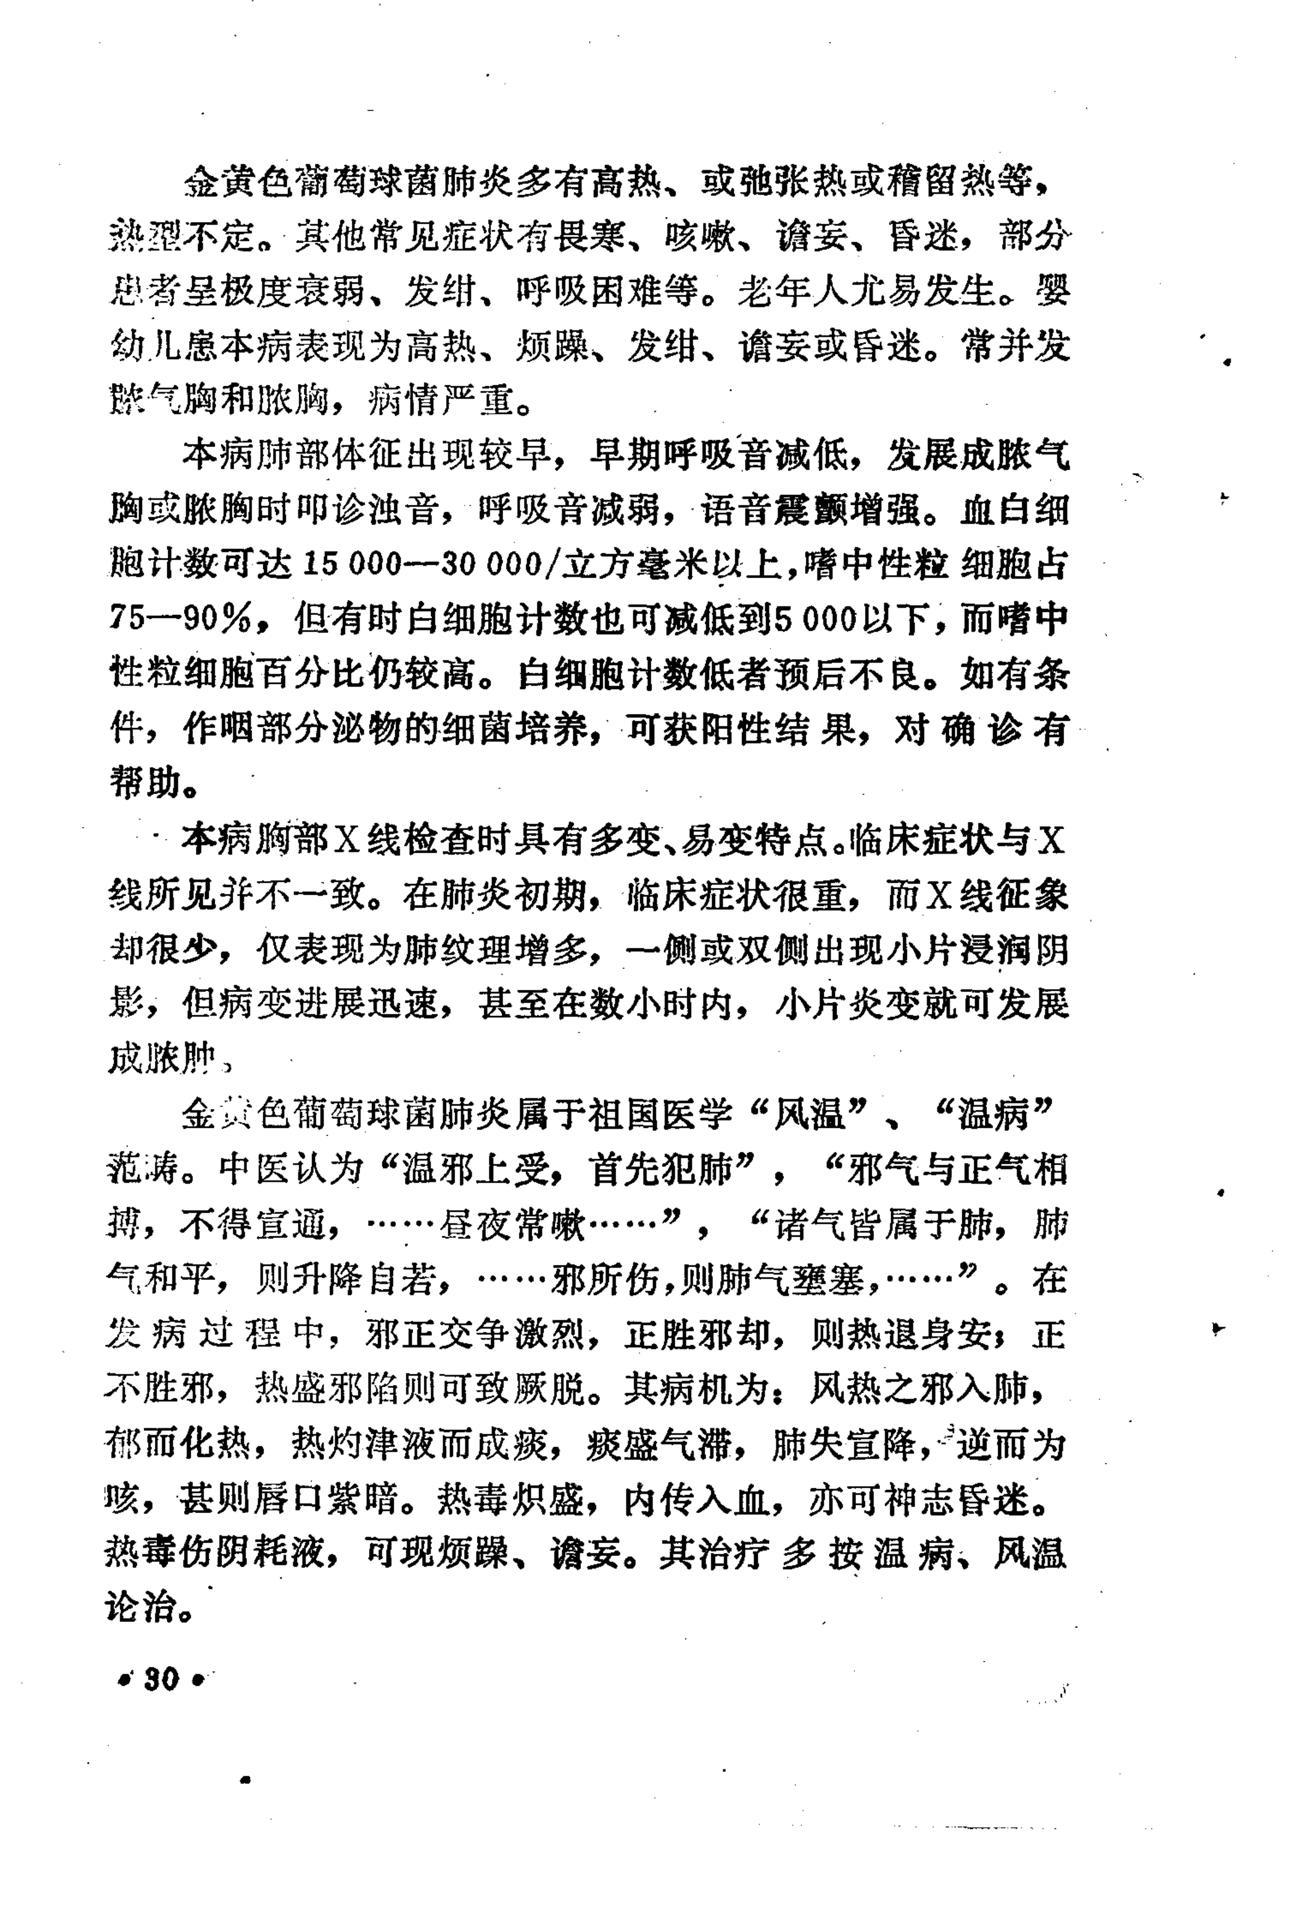 金黄色葡萄球菌肺炎多有高热、或弛张热或稽留热等，
热型不定。其他常见症状有畏寒、咳嗽、谵妄、昏迷，部分
患者呈极度衰弱、发绀、呼吸困难等。老年人尤易发生。婴
幼儿患本病表现为高热、烦躁、发绀、谵妄或昏迷。常并发
脓气胸和脓胸，病情严重。
本病肺部体征出现较早，早期呼吸音减低，发展成脓气
胸或脓胸时叩诊浊音，呼吸音减弱，语音震颤增强。血白细
胞计数可达15 000—30 000/立方毫米以上，嗜中性粒细胞占
75—90%，但有时白细胞计数也可减低到5 000以下，而嗜中
性粒细胞百分比仍较高。白细胞计数低者预后不良。如有条
件，作咽部分泌物的细菌培养，可获阳性结果，对确诊有
帮助。
本病胸部X线检查时具有多变、易变特点。临床症状与X
线所见并不一致。在肺炎初期，临床症状很重，而X线征象
却很少，仅表现为肺纹理增多，一侧或双侧出现小片浸润阴
影，但病变进展迅速，甚至在数小时内，小片炎变就可发展
成脓肿、
金黄色葡萄球菌肺炎属于祖国医学“风温”、“温病”
范畴。中医认为“温邪上受，首先犯肺”，“邪气与正气相
搏，不得宣通，……昼夜常嗽……”，“诸气皆属于肺，肺
气和平，则升降自若，……邪所伤，则肺气壅塞，……”。在
发病过程中，邪正交争激烈，正胜邪却，则热退身安；正
不胜邪，热盛邪陷则可致厥脱。其病机为：风热之邪入肺，
郁而化热，热灼津液而成痰，痰盛气滞，肺失宣降，逆而为
咳，甚则唇口紫暗。热毒炽盛，内传入血，亦可神志昏迷。
热毒伤阴耗液，可现烦躁、谵妄。其治疗多按温病、风温
论治。
• 30 •